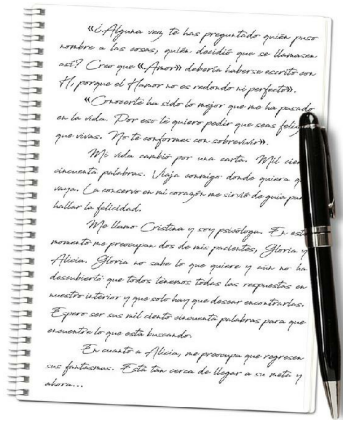 «¿Alguna vez te has preguntado quién puso
nombre a las cosas, quién decidió que se llamasen
así? Creo que «Amor» debería haberse escrito con
H, porque el Hamor no es redondo ni perfecto».
«Conocerte ha sido lo mejor que me ha pasado
en la vida. Por eso te quiero pedir que seas feliz
que vivas. No te conformes con sobrevivir».
Mi vida cambió por una carta. Mil cien
cincuenta palabras. Viaja conmigo donde quiera q
vaya. La conservo en mi corazón me sirvió de guía par
hallar la felicidad.
Me llamo Cristina y soy psicóloga. En este
momento me preocupan dos de mis pacientes, Gloria y
Alicia. Gloria no sabe lo que quiere y aún no ha
descubierto que todos tenemos todas las respuestas en
nuestro interior y que solo hay que desear encontrarlas.
Espero ser sus mil ciento cincuenta palabras para que
encuentre lo que está buscando.
En cuanto a Alicia, me preocupa que regresen
sus fantasmas. Está tan cerca de llegar a su meta y
ahora...